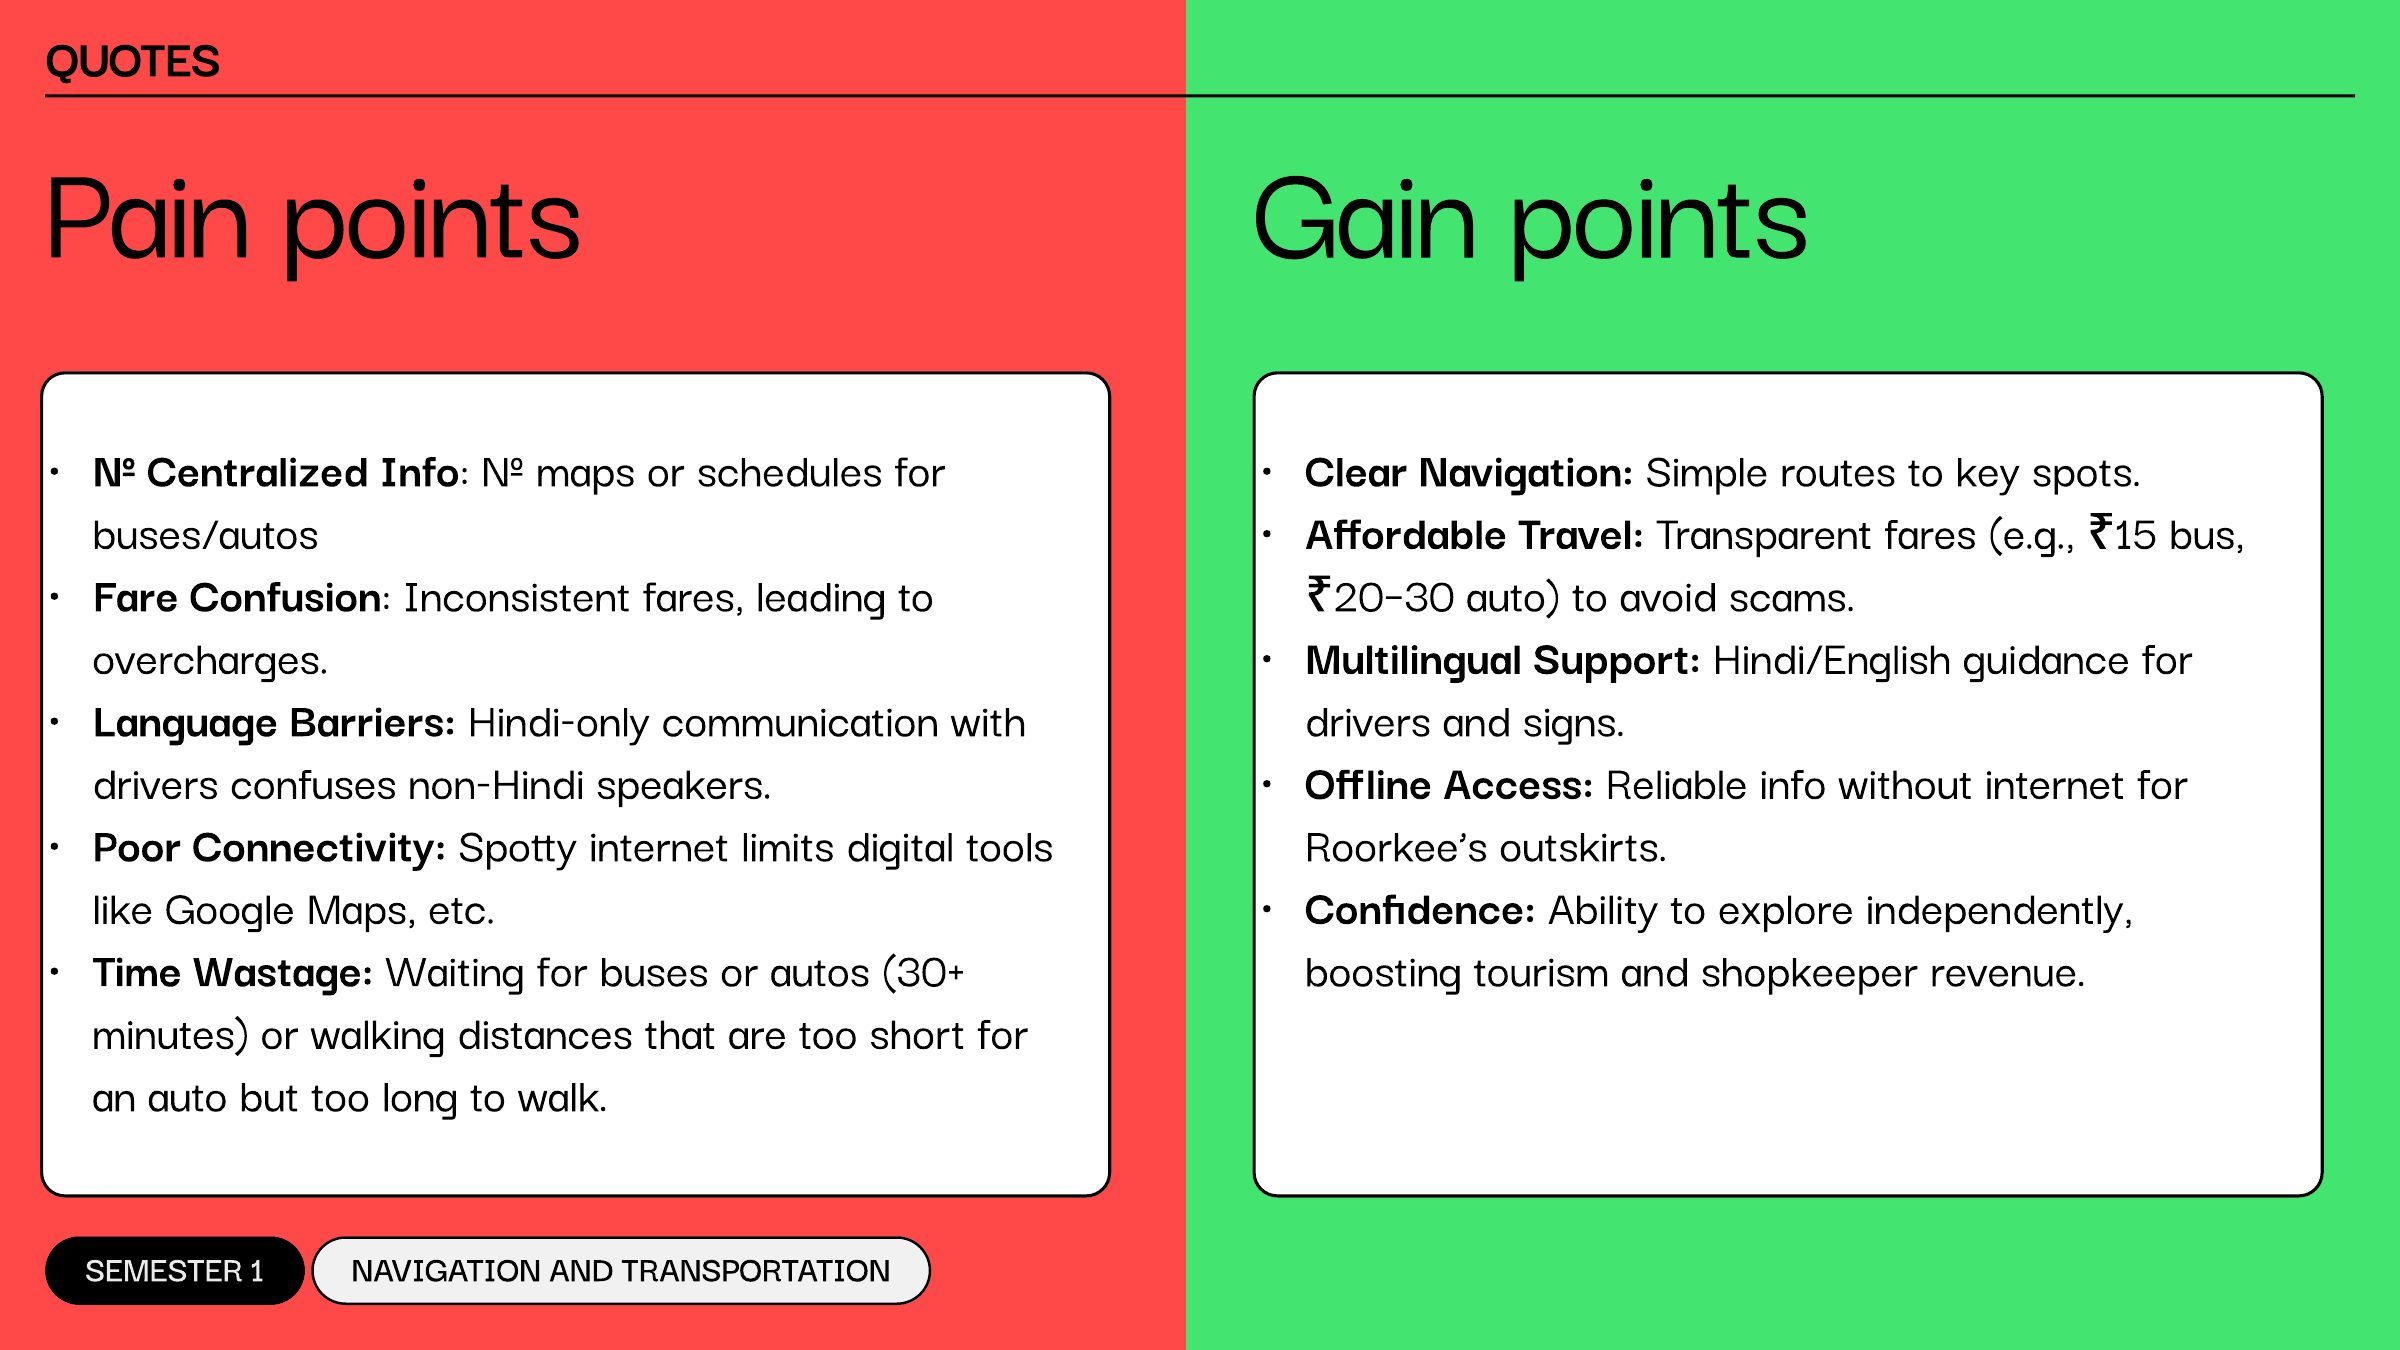 QUOTES
Pain points
• Nº Centralized Info: Nº maps or schedules for
buses/autos
• Fare Confusion: Inconsistent fares, leading to
overcharges.
• Language Barriers: Hindi-only communication with
drivers confuses non-Hindi speakers.
• Poor Connectivity: Spotty internet limits digital tools
like Google Maps, etc.
• Time Wastage: Waiting for buses or autos (30+
minutes) or walking distances that are too short for
an auto but too long to walk.
Gain points
• Clear Navigation: Simple routes to key spots.
• Affordable Travel: Transparent fares (e.g., ₹15 bus,
₹20-30 auto) to avoid scams.
• Multilingual Support: Hindi/English guidance for
drivers and signs.
• Offline Access: Reliable info without internet for
Roorkee’s outskirts.
• Confidence: Ability to explore independently,
boosting tourism and shopkeeper revenue.
SEMESTER 1
NAVIGATION AND TRANSPORTATION